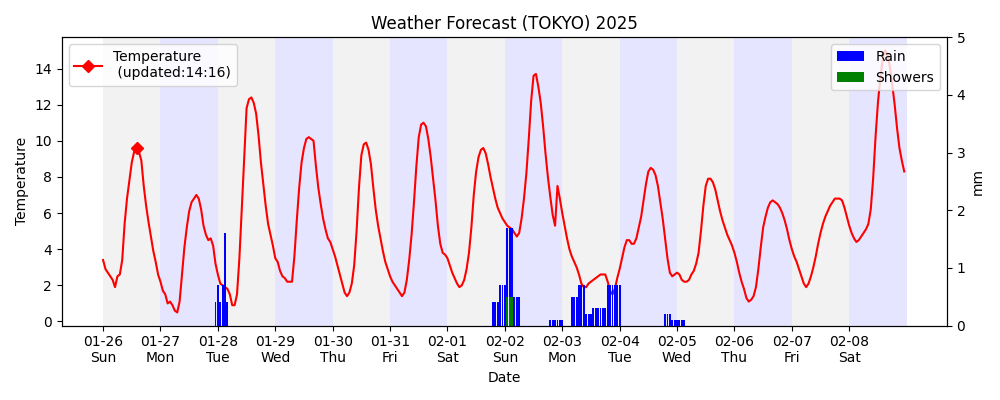 Weather Forecast (TOKYO) 2025
Temperature
(updated:14:16)
Rain
Showers
Temperature
14
12
10
8
6
4
2
0
5
4
3
2
1
0
mm
01-26 01-27 01-28 01-29 01-30 01-31 02-01 02-02 02-03 02-04 02-05 02-06 02-07 02-08
Sun Mon Tue Wed Thu Fri Sat Sun Mon Tue Wed Thu Fri Sat
Date